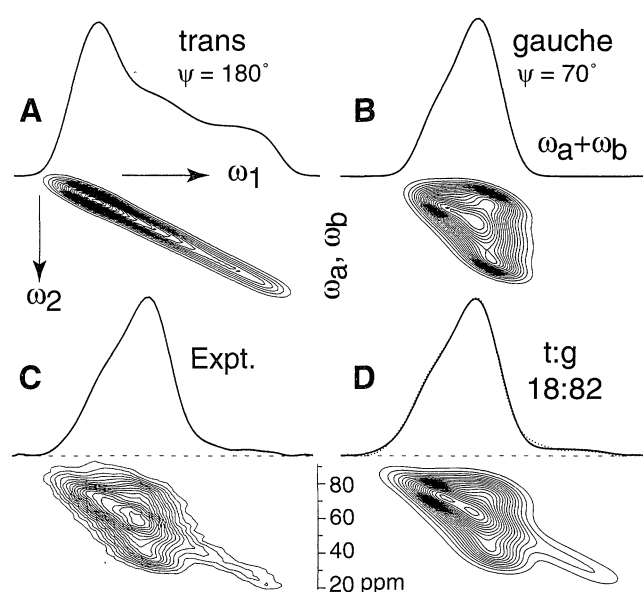 trans
ψ = 180°
A
ω1
ω2
gauche
ψ = 70°
B
ωa+ωb
ωa, ωb
C
Expt.
D
t:g
18:82
80
60
40
20 ppm